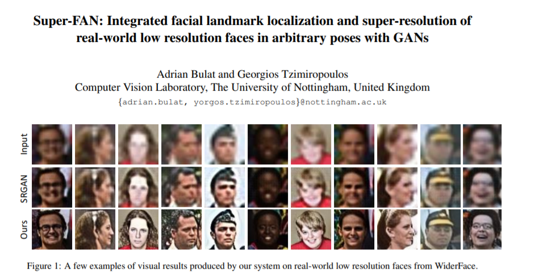 Super-FAN: Integrated facial landmark localization and super-resolution of
real-world low resolution faces in arbitrary poses with GANs
Adrian Bulat and Georgios Tzimiropoulos
Computer Vision Laboratory, The University of Nottingham, United Kingdom
{adrian.bulat, yorgos.tzimiropoulos}@nottingham.ac.uk
Input
SRGAN
Ours
Figure 1: A few examples of visual results produced by our system on real-world low resolution faces from WiderFace.